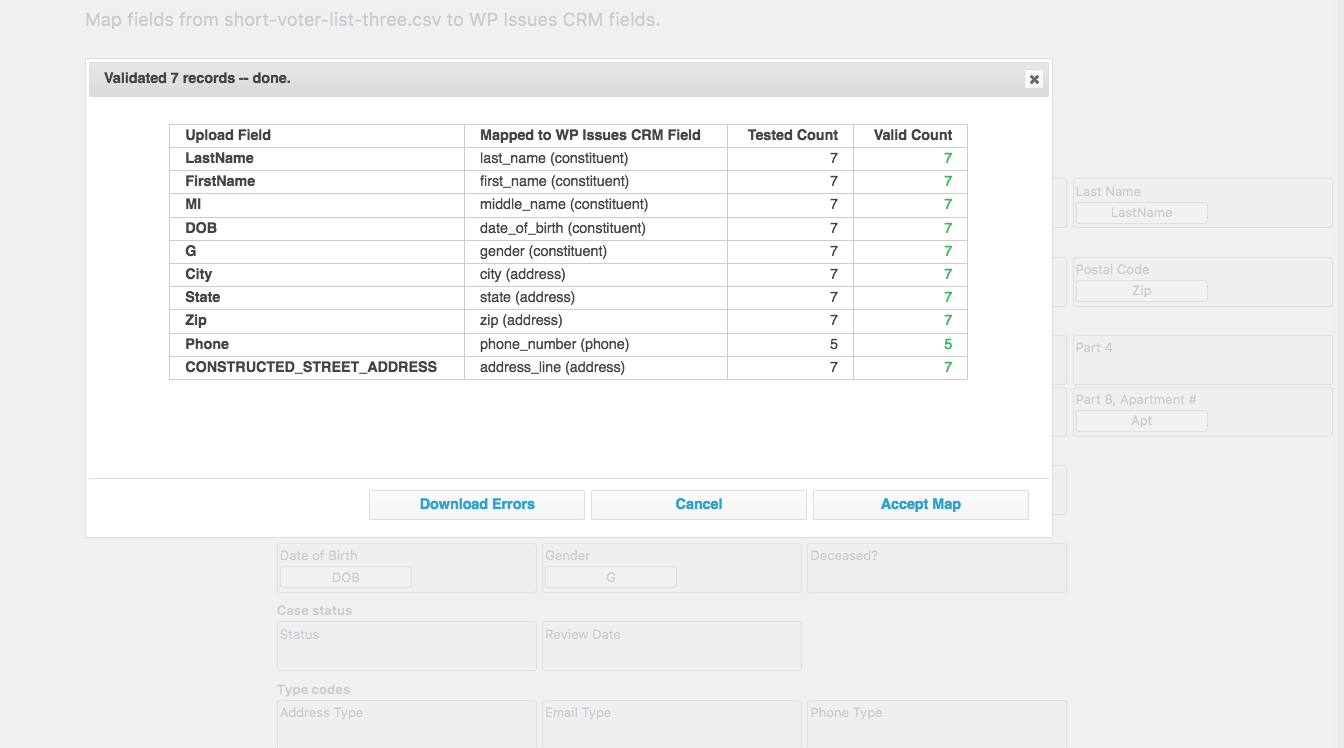 Map fields from short-voter-list-three.csv to WP Issues CRM fields.
Validated 7 records -- done.
Upload Field Mapped to WP Issues CRM Field Tested Count Valid Count
LastName last_name (constituent) 7 7
FirstName first_name (constituent) 7 7
MI middle_name (constituent) 7 7
DOB date_of_birth (constituent) 7 7
G gender (constituent) 7 7
City city (address) 7 7
State state (address) 7 7
Zip zip (address) 7 7
Phone phone_number (phone) 5 5
CONSTRUCTED_STREET_ADDRESS address_line (address) 7 7
Download Errors Cancel Accept Map
Last Name
LastName
Postal Code
Zip
Part 4
Part 8, Apartment #
Apt
Date of Birth Gender Deceased?
DOB G
Case status
Status Review Date
Type codes
Address Type Email Type Phone Type